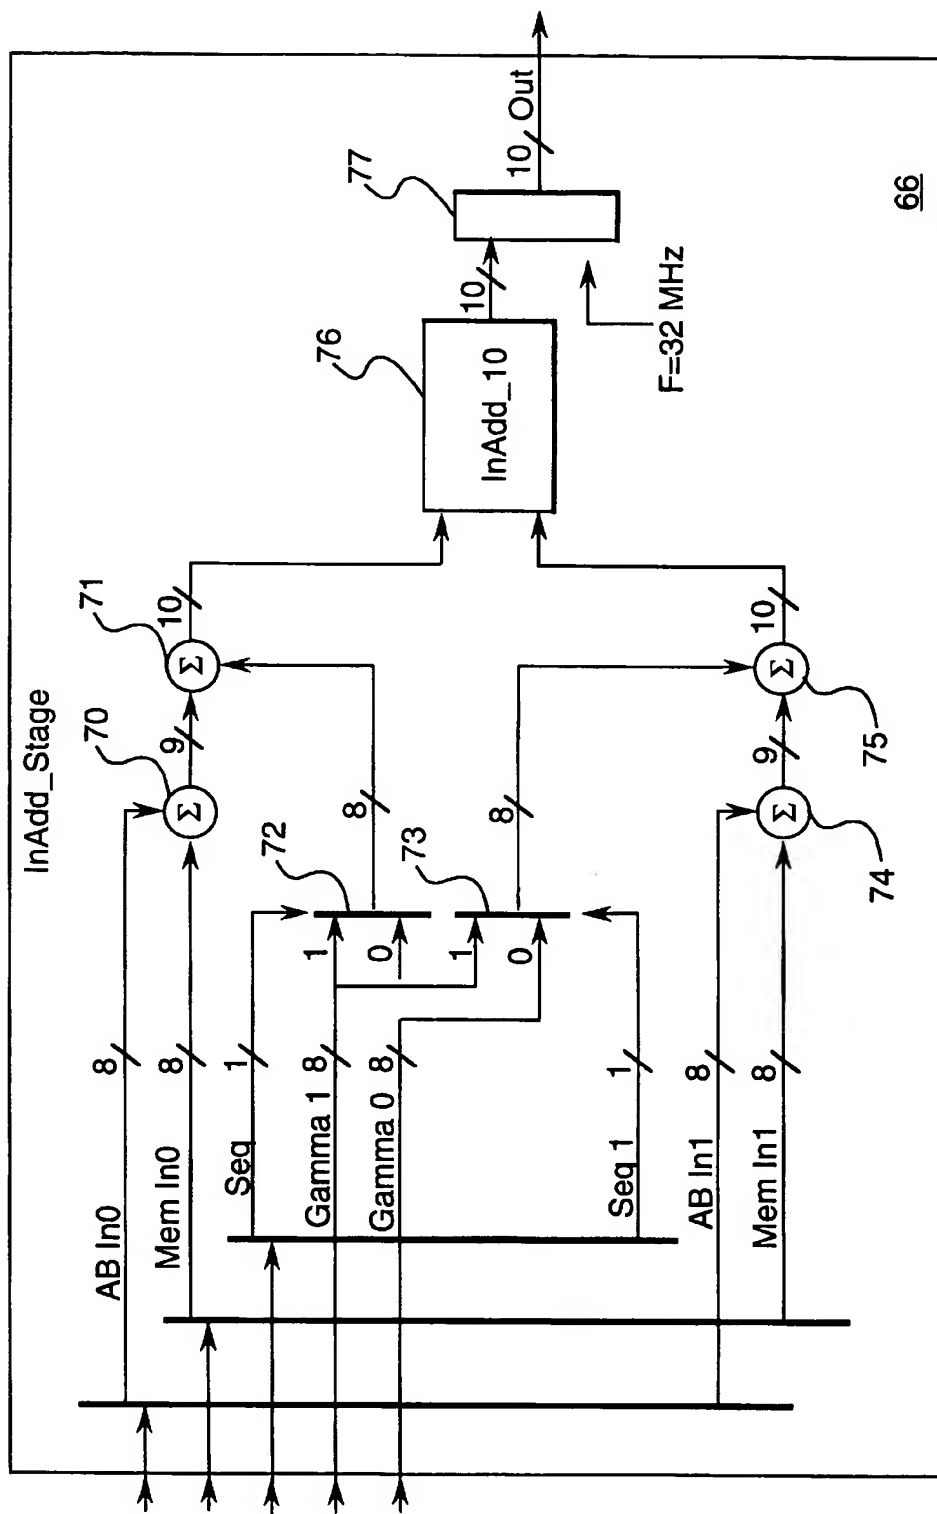 InAdd_Stage
AB In0
8
Mem In0
8
Seq
1
Gamma 1
8
Gamma 0
8
Seq 1
1
AB In1
8
Mem In1
8
70
Σ
9
71
Σ
10
72
1
0
8
73
1
0
8
74
Σ
9
75
Σ
10
76
InAdd_10
10
77
F=32 MHz
10
Out
66